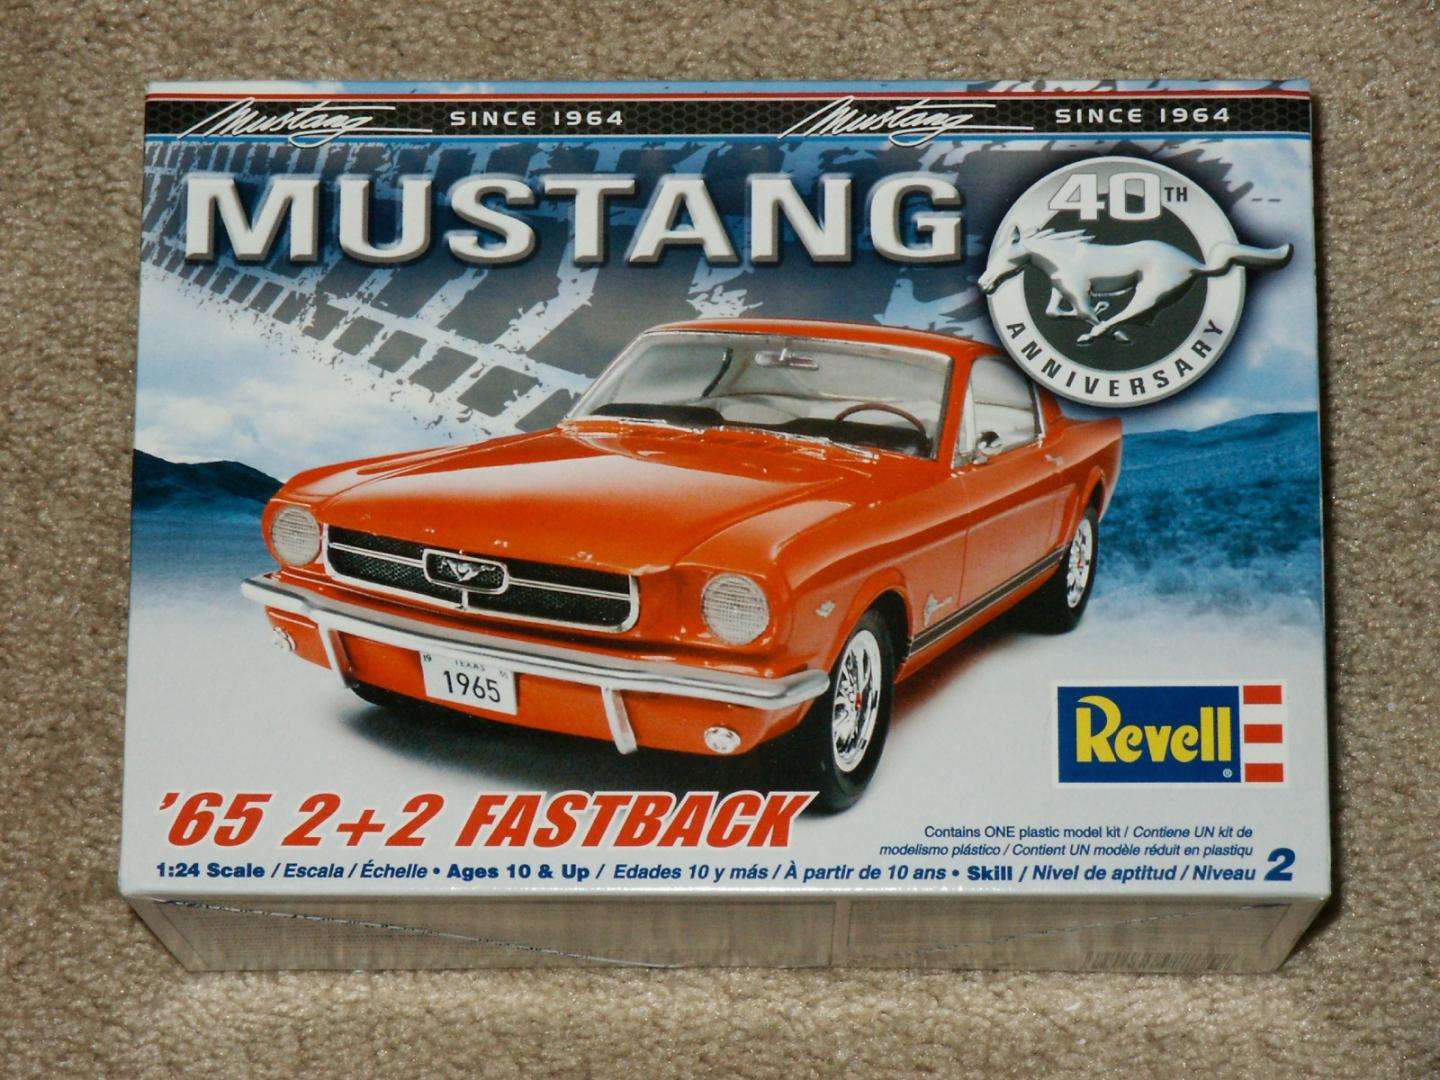 Mustang SINCE 1964 Mustang SINCE 1964
MUSTANG
40TH
ANNIVERSARY
19 TEXAS
1965
Revell®
'65 2+2 FASTBACK
Contains ONE plastic model kit / Contiene UN kit de
modelismo plástico / Contient UN modèle réduit en plastiqu
1:24 Scale / Escala / Échelle • Ages 10 & Up / Edades 10 y más / À partir de 10 ans • Skill / Nivel de aptitud / Niveau 2